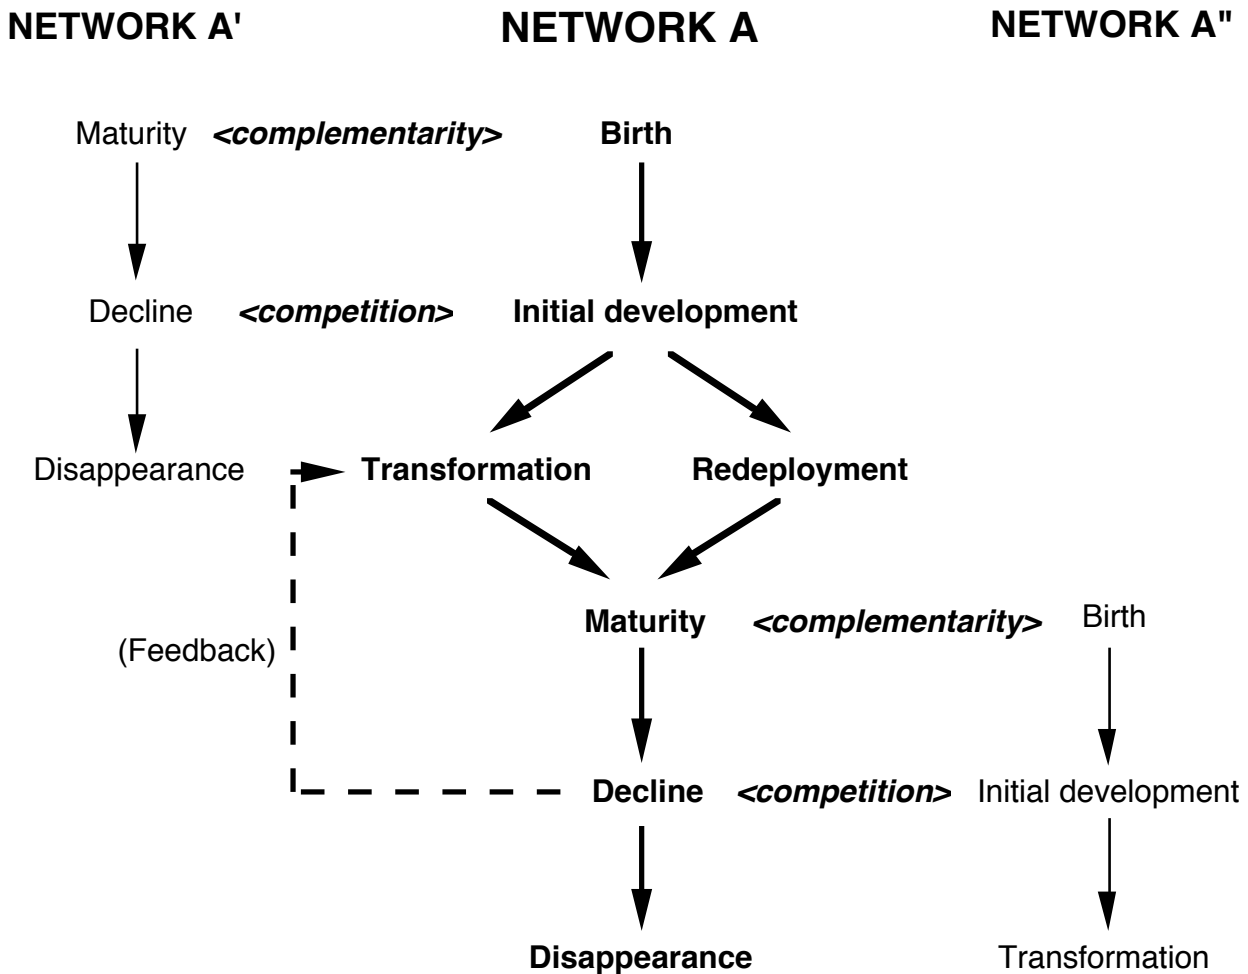 NETWORK A' NETWORK A NETWORK A"
Maturity <complementarity> Birth
Decline <competition> Initial development
Disappearance Transformation Redeployment
Maturity <complementarity> Birth
(Feedback)
Decline <competition> Initial development
Disappearance Transformation